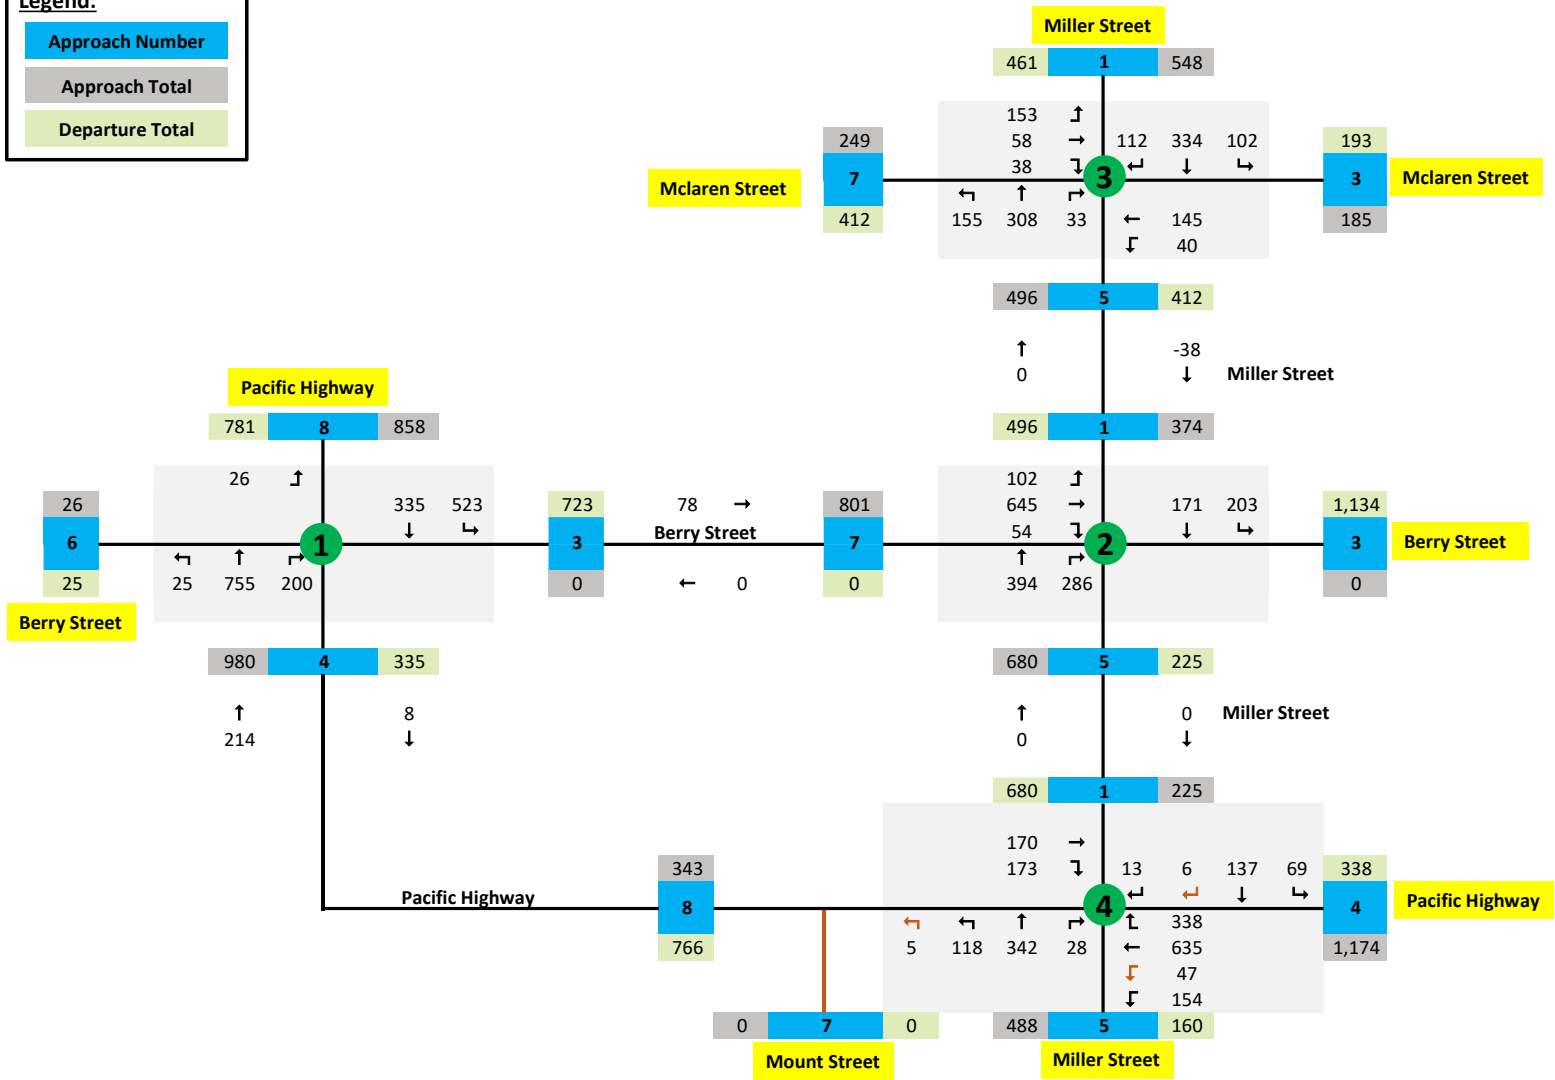 Legend:
Approach Number
Approach Total
Departure Total
Miller Street
461 1 548
153
58 112 334 102
38
249 193
7 3 3
Mclaren Street Mclaren Street
412 185
155 308 33 145
40
496 5 412
-38
0 Miller Street
Pacific Highway
781 8 858
496 1 374
26
335 523
102
645 171 203
54
26 723 78 801 1,134
6 1 3 Berry Street 7 2 3 Berry Street
25 0 0 0 0
25 755 200 394 286
Berry Street
980 4 335
680 5 225
214 8
0 0 Miller Street
680 1 225
170
173 13 6 137 69
343 338
Pacific Highway 8 4 4 Pacific Highway
766 1,174
5 118 342 28
338
635
47
154
0 7 0 488 5 160
Mount Street Miller Street